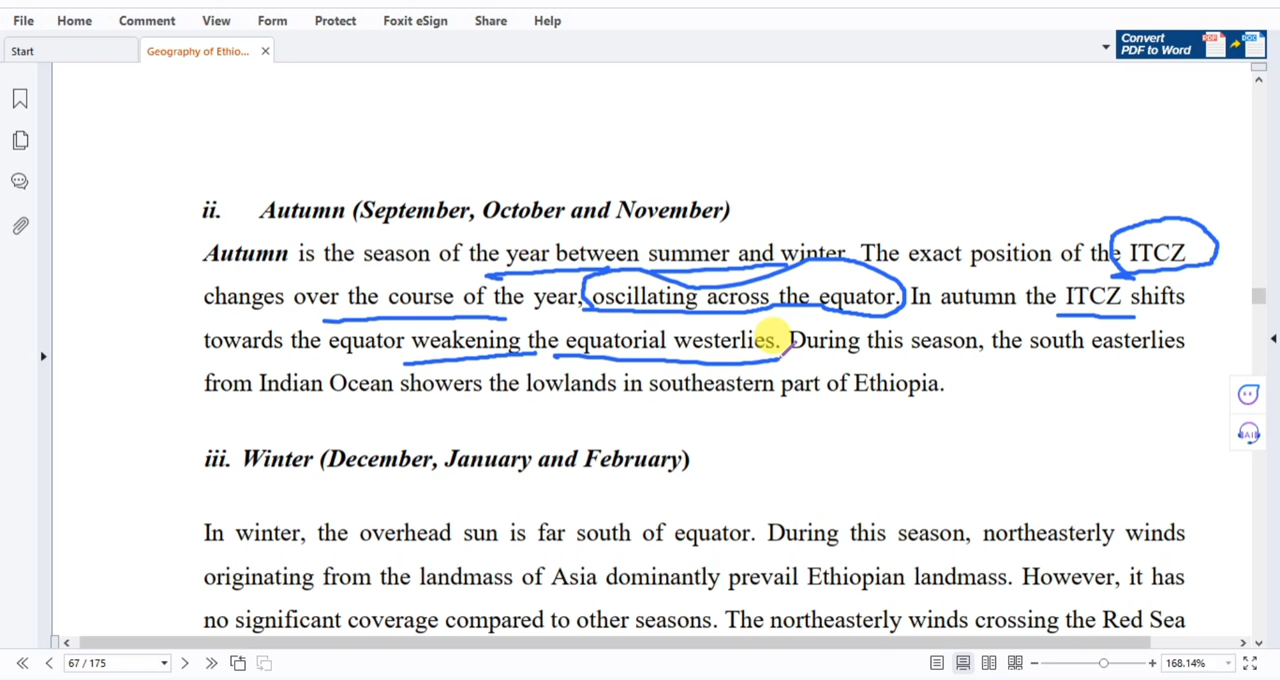 File Home Comment View Form Protect Foxit eSign Share Help
Start Geography of Ethio...
Convert
PDF to Word
ii. Autumn (September, October and November)
Autumn is the season of the year between summer and winter. The exact position of the ITCZ
changes over the course of the year, oscillating across the equator. In autumn the ITCZ shifts
towards the equator weakening the equatorial westerlies. During this season, the south easterlies
from Indian Ocean showers the lowlands in southeastern part of Ethiopia.
iii. Winter (December, January and February)
In winter, the overhead sun is far south of equator. During this season, northeasterly winds
originating from the landmass of Asia dominantly prevail Ethiopian landmass. However, it has
no significant coverage compared to other seasons. The northeasterly winds crossing the Red Sea
67 / 175
168.14%